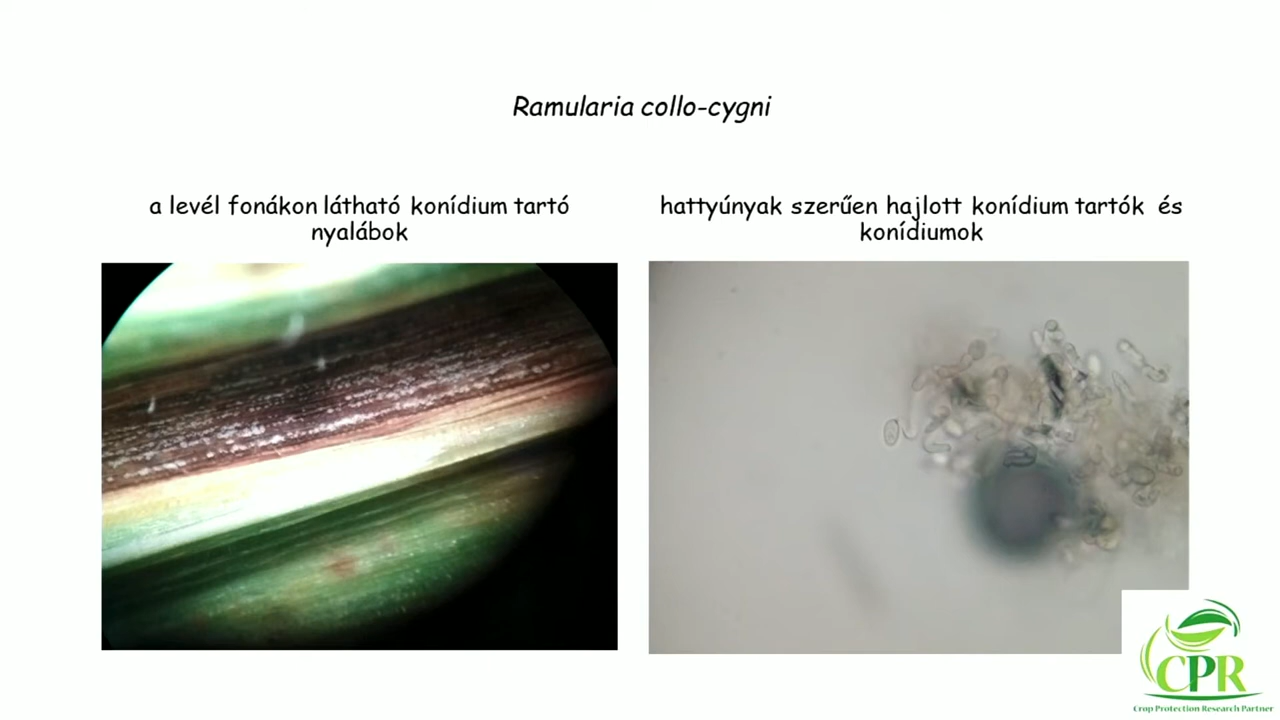 Ramularia collo-cygni
a levél fonákon látható konídium tartó
nyalábok
hattyúnyak szerűen hajlott konídium tartók és
konídiumok
CPR
Crop Protection Research Partner